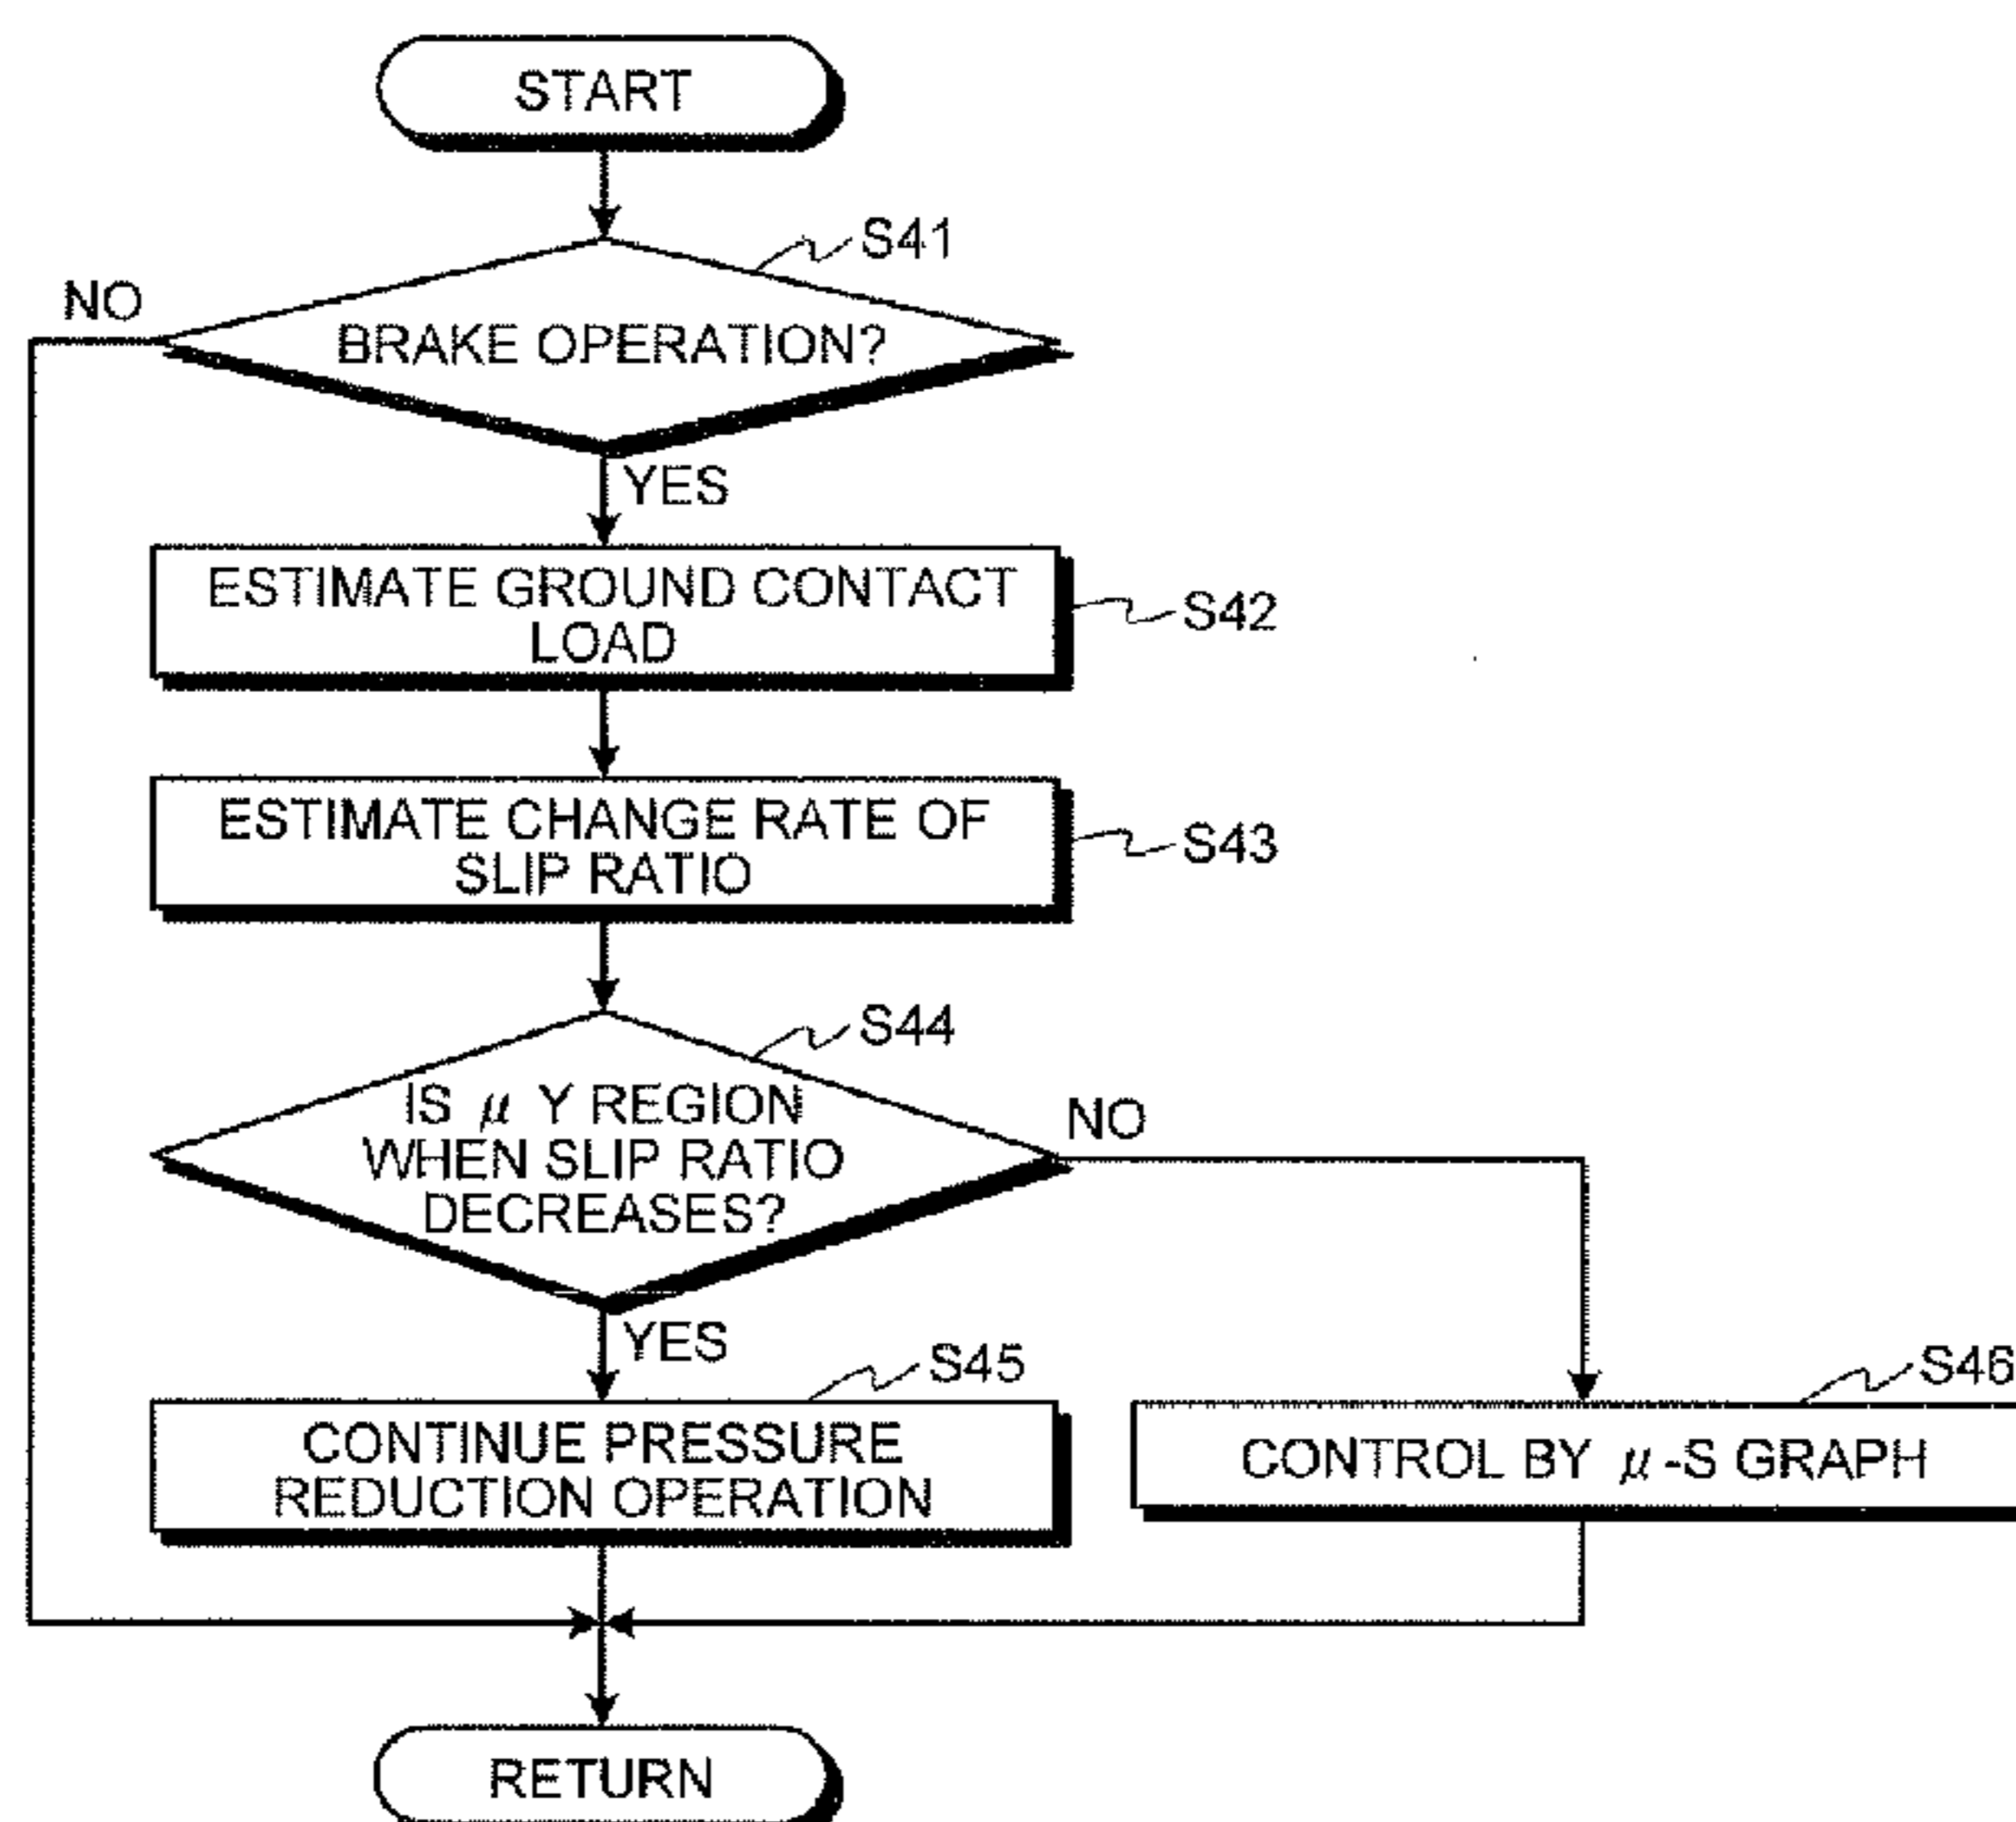 START
S41
NO
BRAKE OPERATION?
YES
ESTIMATE GROUND CONTACT
LOAD
S42
ESTIMATE CHANGE RATE OF
SLIP RATIO
S43
S44
IS μ Y REGION
WHEN SLIP RATIO
DECREASES?
NO
YES
S45
S46
CONTINUE PRESSURE
REDUCTION OPERATION
CONTROL BY μ-S GRAPH
RETURN